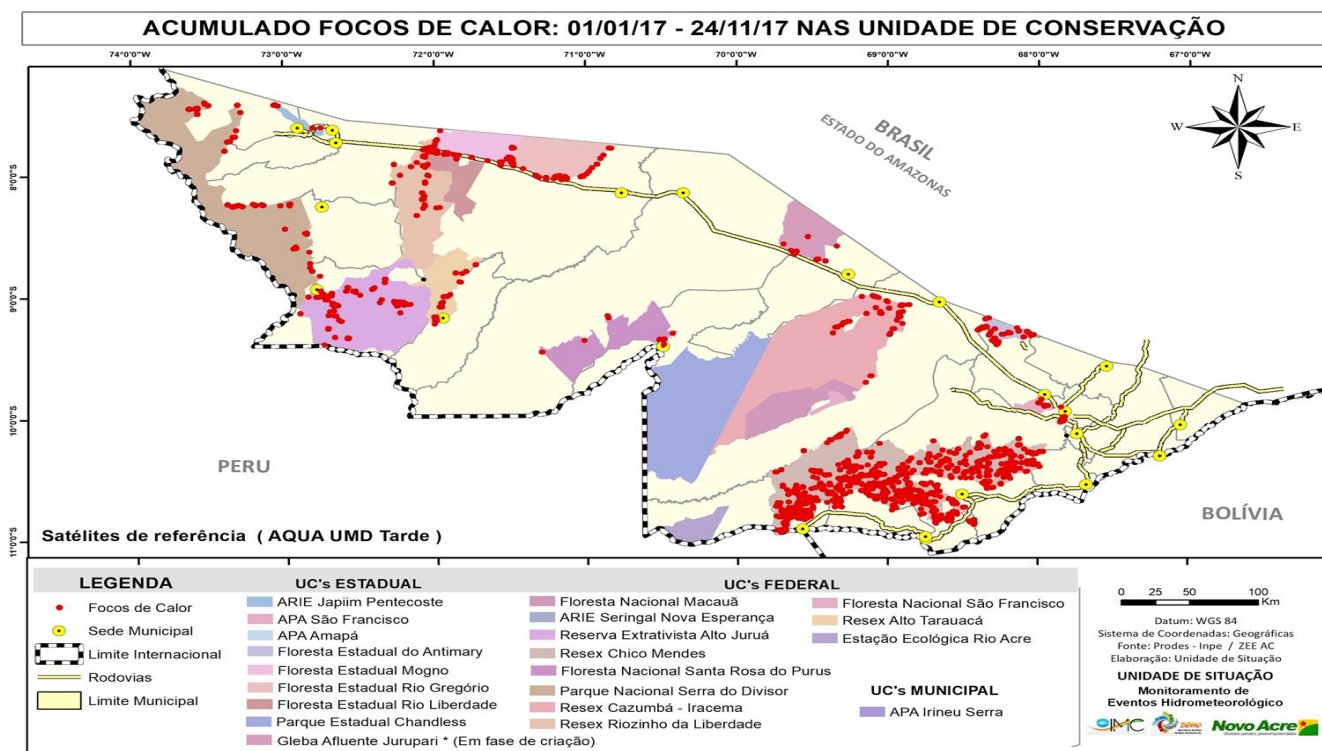 ACUMULADO FOCOS DE CALOR: 01/01/17 - 24/11/17 NAS UNIDADE DE CONSERVAÇÃO
74°0'0"W 73°0'0"W 72°0'0"W 71°0'0"W 70°0'0"W 69°0'0"W 68°0'0"W 67°0'0"W
N
W E
S
BRASIL
ESTADO DO AMAZONAS
8°0'0"S
9°0'0"S
10°0'0"S
11°0'0"S
PERU
BOLÍVIA
Satélites de referência ( AQUA UMD Tarde )
LEGENDA
Focos de Calor
Sede Municipal
Limite Internacional
Rodovias
Limite Municipal
UC's ESTADUAL
ARIE Japiim Pentecoste
APA São Francisco
APA Amapá
Floresta Estadual do Antimary
Floresta Estadual Mogno
Floresta Estadual Rio Gregório
Floresta Estadual Rio Liberdade
Parque Estadual Chandless
Gleba Afluente Jurupari * (Em fase de criação)
UC's FEDERAL
Floresta Nacional Macauã
ARIE Seringal Nova Esperança
Reserva Extrativista Alto Juruá
Resex Chico Mendes
Floresta Nacional Santa Rosa do Purus
Parque Nacional Serra do Divisor
Resex Cazumbá - Iracema
Resex Riozinho da Liberdade
Floresta Nacional São Francisco
Resex Alto Tarauacá
Estação Ecológica Rio Acre
UC's MUNICIPAL
APA Irineu Serra
0 25 50 100
Km
Datum: WGS 84
Sistema de Coordenadas: Geográficas
Fonte: Prodes - Inpe / ZEE AC
Elaboração: Unidade de Situação
UNIDADE DE SITUAÇÃO
Monitoramento de
Eventos Hidrometeorológico
IMC
Novo Acre